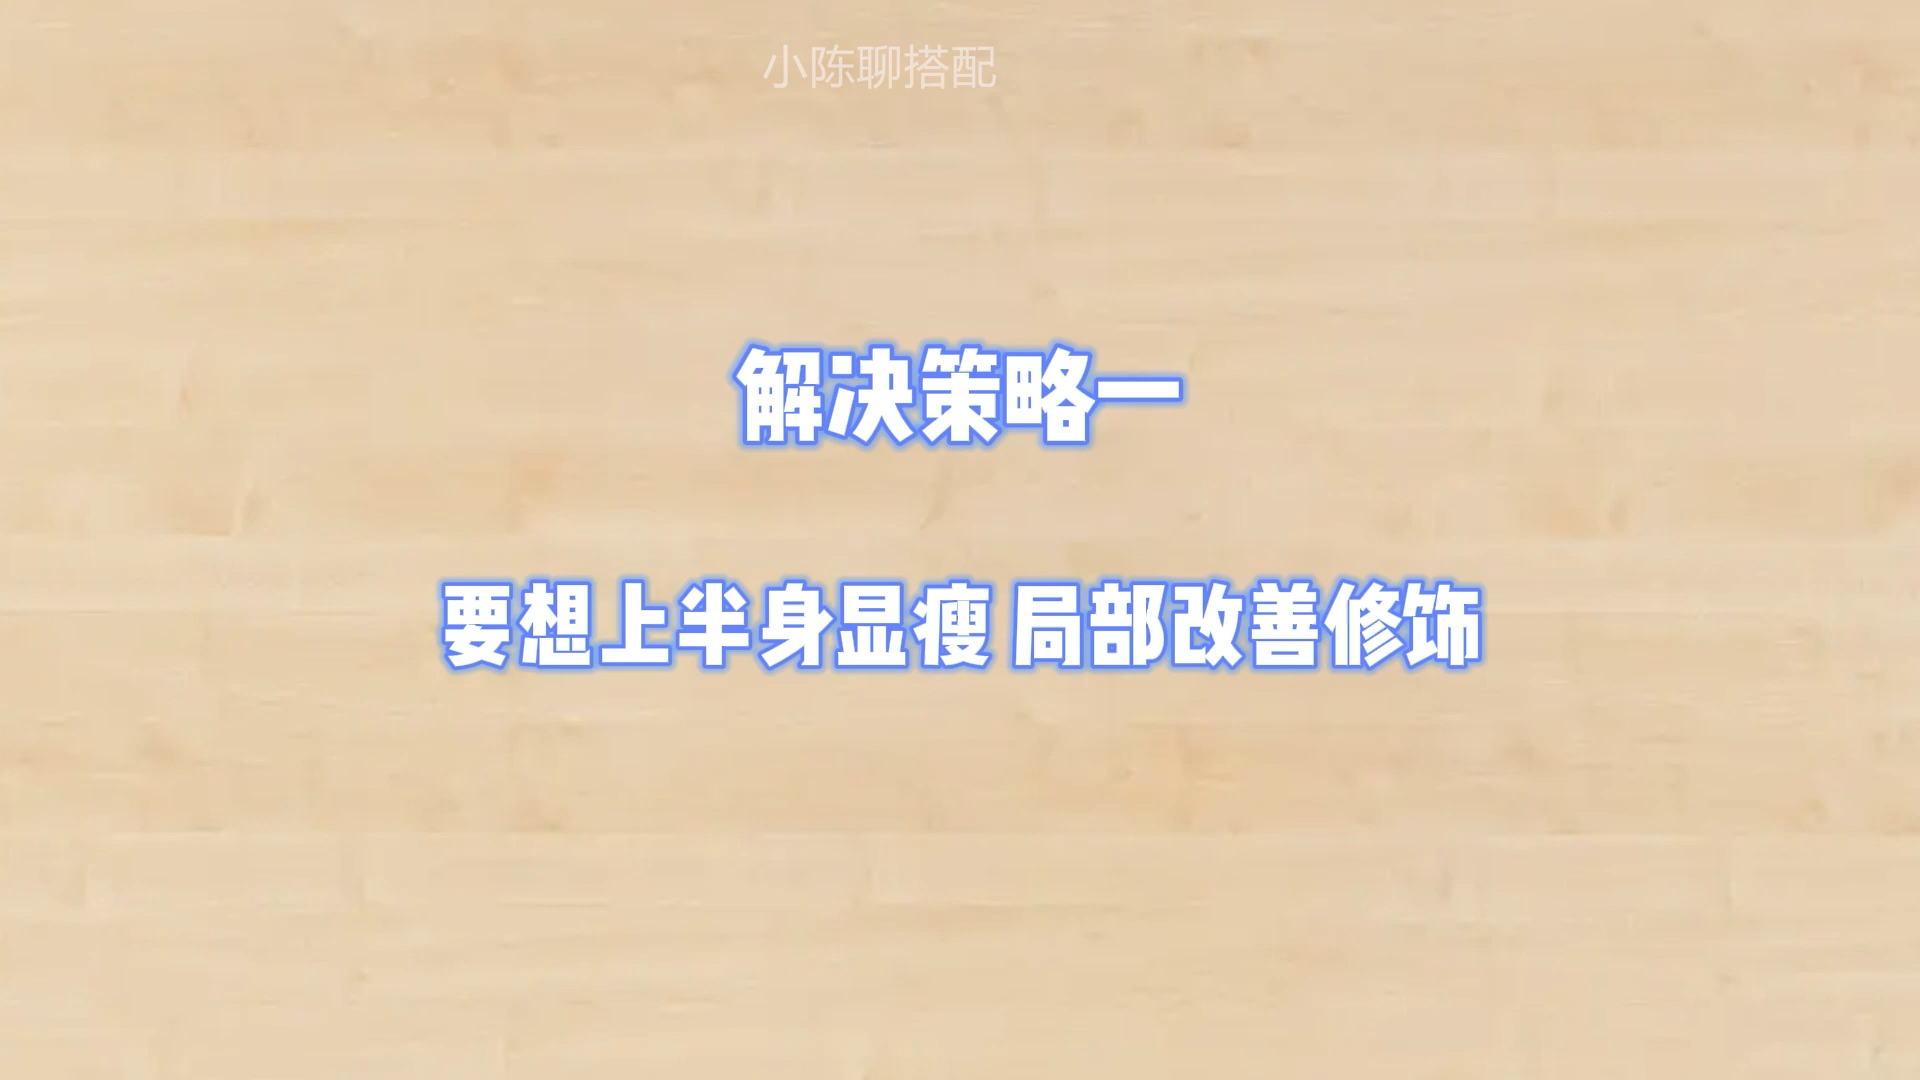 小陈聊搭配
解决策略一
要想上半身显瘦 局部改善修饰